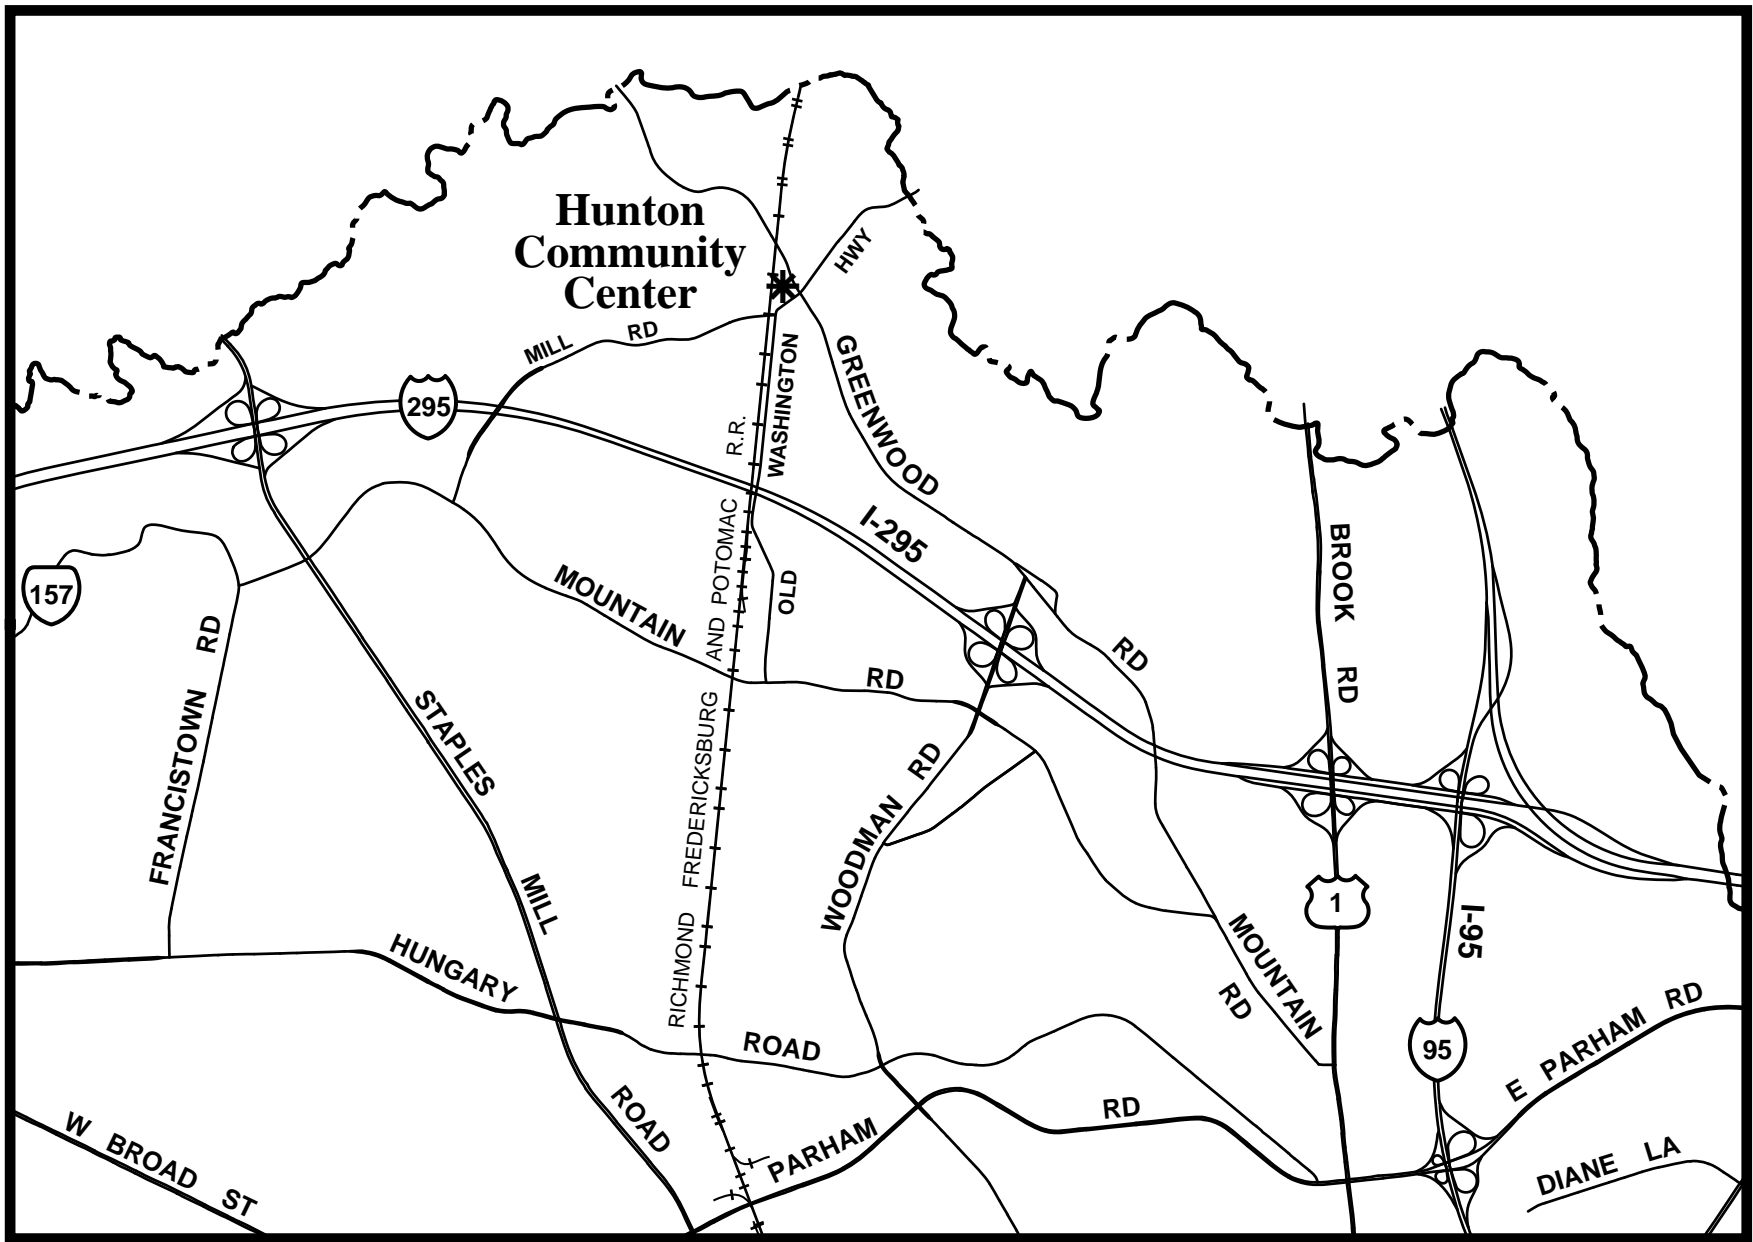 Hunton
Community
Center
HWY
MILL RD
295
WASHINGTON
GREENWOOD
R.R.
I-295
AND POTOMAC
OLD
BROOK
157
MOUNTAIN
RD
RD
RD
RD
STAPLES
FREDERICKSBURG
FRANCISTOWN
RD
WOODMAN
MILL
1
I-95
RICHMOND
MOUNTAIN
RD
HUNGARY
ROAD
95
E PARHAM RD
ROAD
PARHAM
RD
W BROAD ST
DIANE LA